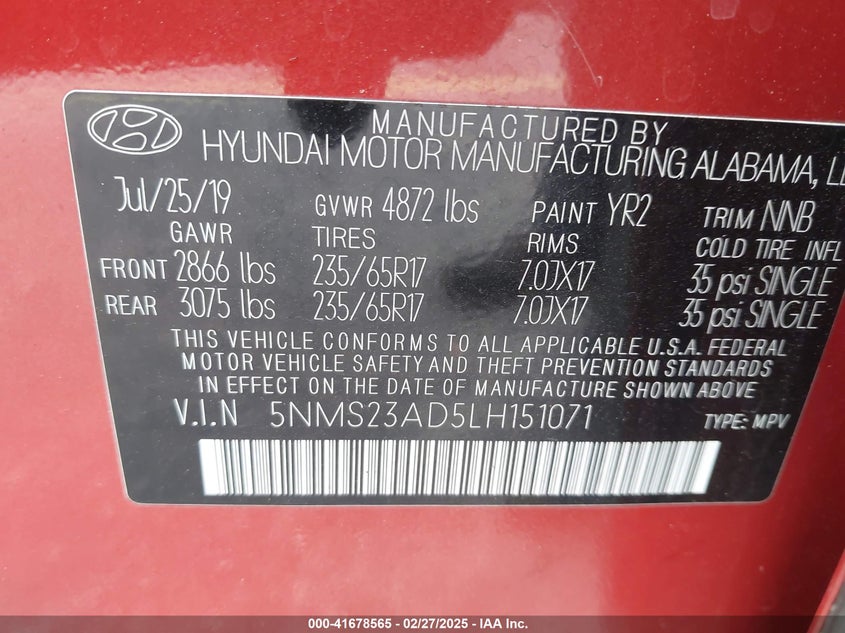 MANUFACTURED BY
HYUNDAI MOTOR MANUFACTURING ALABAMA,
Jul/25/19 GVWR 4872 lbs PAINT YR2 TRIM NNB
GAWR TIRES RIMS COLD TIRE INFL
FRONT 2866 lbs 235/65R17 7.0JX17 35 psi SINGLE
REAR 3075 lbs 235/65R17 7.0JX17 35 psi SINGLE
THIS VEHICLE CONFORMS TO ALL APPLICABLE U.S.A. FEDERAL
MOTOR VEHICLE SAFETY AND THEFT PREVENTION STANDARDS
IN EFFECT ON THE DATE OF MANUFACTURE SHOWN ABOVE
V.I.N 5NMS23AD5LH151071 TYPE: MPV
000-41678565 - 02/27/2025 - IAA Inc.